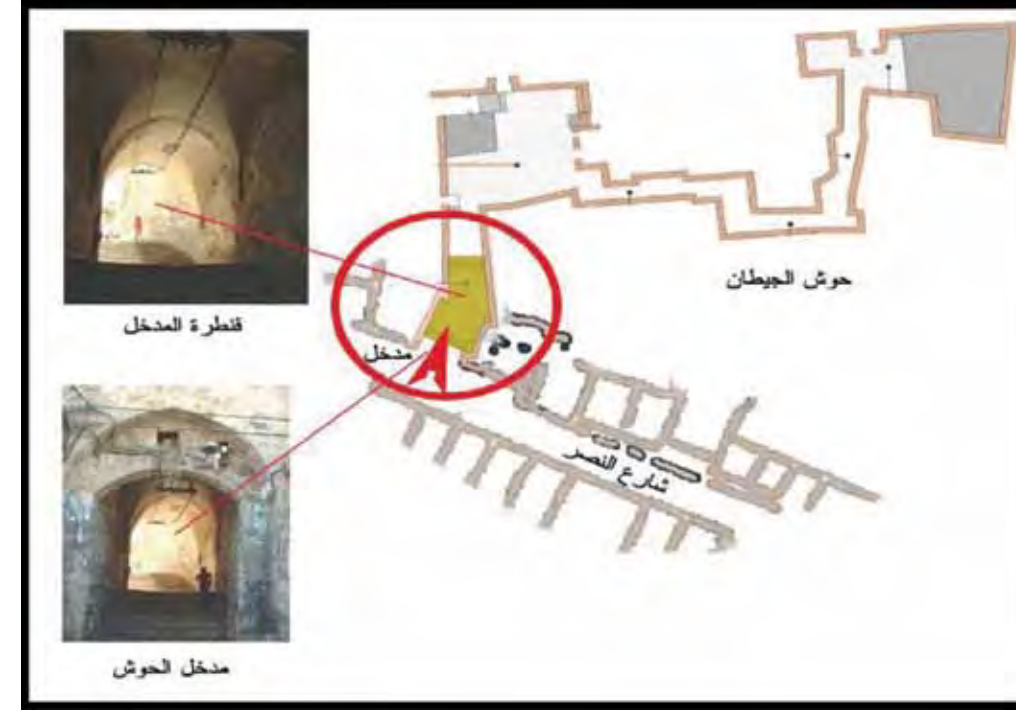 حوش الجيطان
قنطرة المدخل
مدخل
شارع النصر
مدخل الحوش